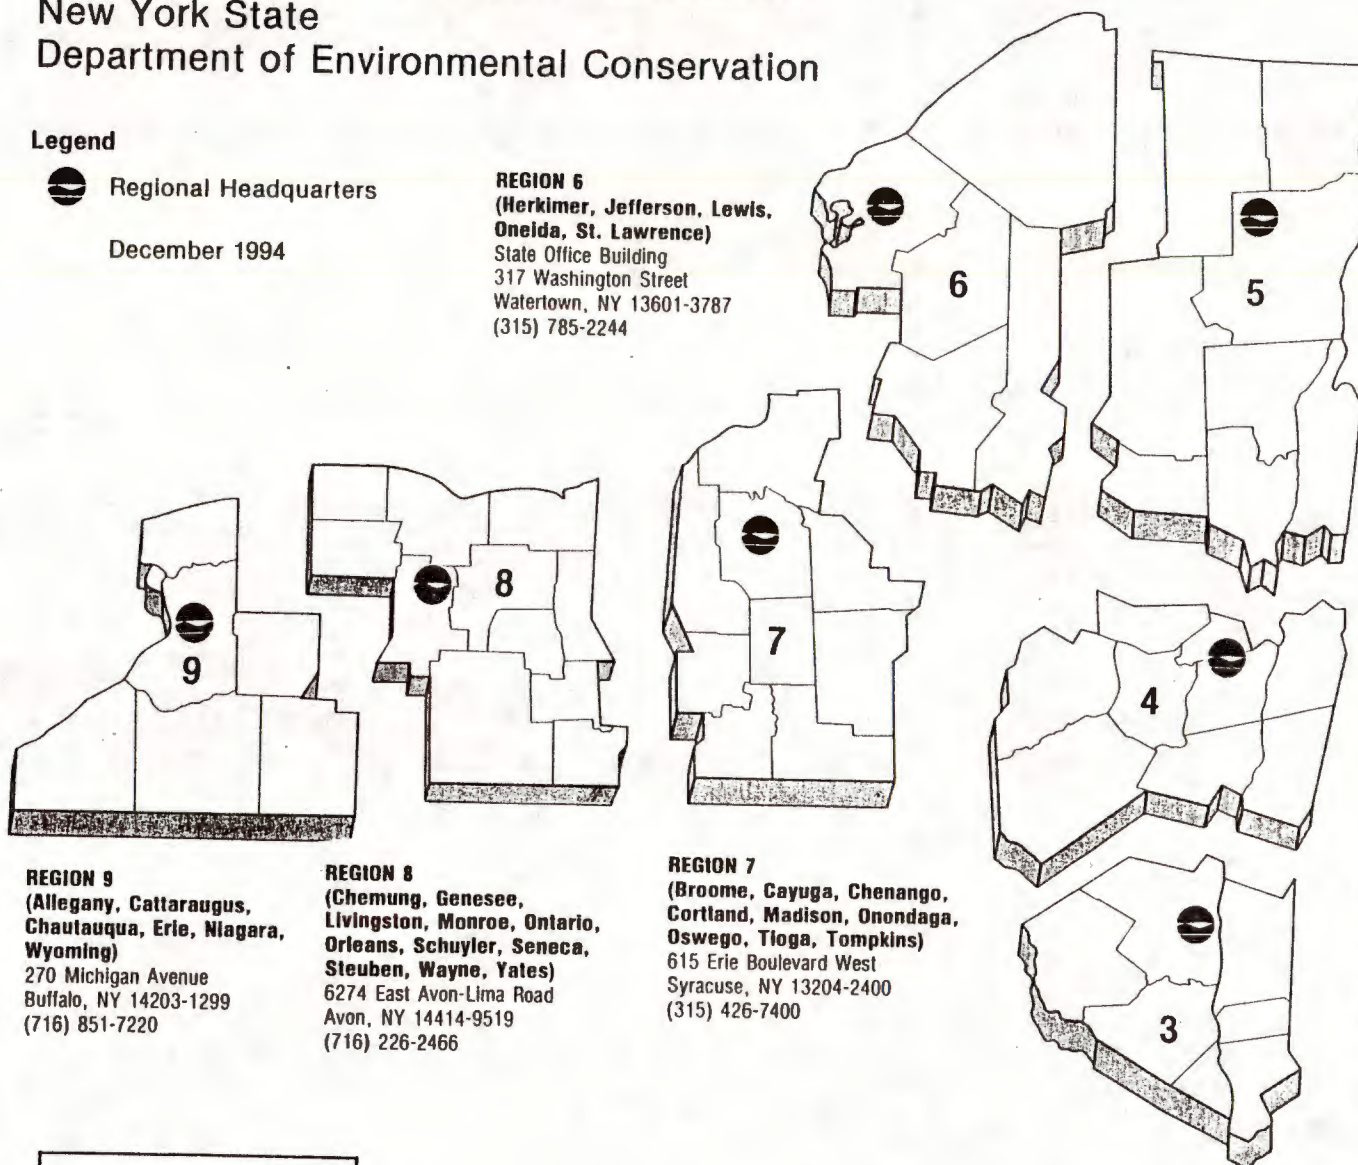 New York State
Department of Environmental Conservation
Legend
Regional Headquarters
December 1994
REGION 6
(Herkimer, Jefferson, Lewis,
Oneida, St. Lawrence)
State Office Building
317 Washington Street
Watertown, NY 13601-3787
(315) 785-2244
6
5
8
7
9
4
3
REGION 9
(Allegany, Cattaraugus,
Chautauqua, Erie, Niagara,
Wyoming)
270 Michigan Avenue
Buffalo, NY 14203-1299
(716) 851-7220
REGION 8
(Chemung, Genesee,
Livingston, Monroe, Ontario,
Orleans, Schuyler, Seneca,
Steuben, Wayne, Yates)
6274 East Avon-Lima Road
Avon, NY 14414-9519
(716) 226-2466
REGION 7
(Broome, Cayuga, Chenango,
Cortland, Madison, Onondaga,
Oswego, Tioga, Tompkins)
615 Erie Boulevard West
Syracuse, NY 13204-2400
(315) 426-7400